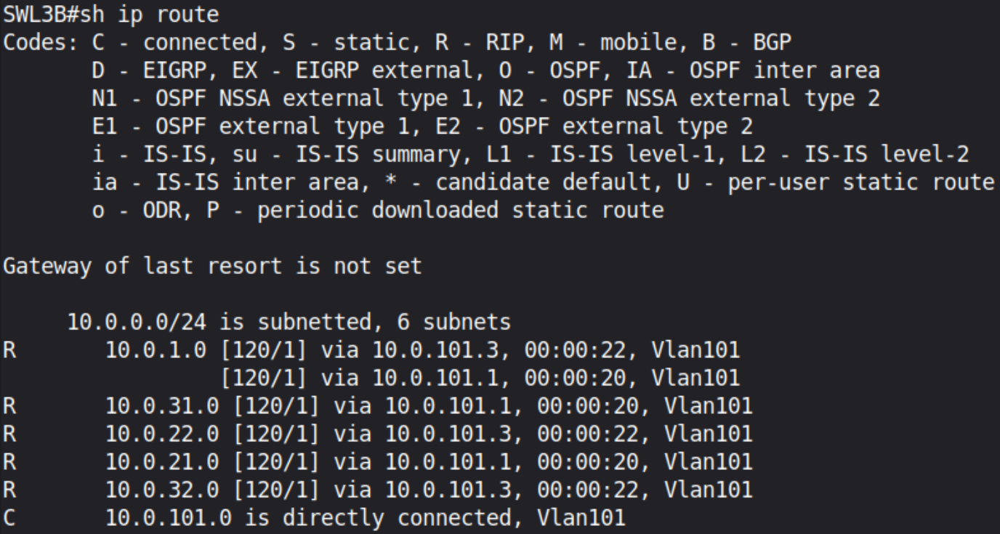 SWL3B#sh ip route
Codes: C - connected, S - static, R - RIP, M - mobile, B - BGP
       D - EIGRP, EX - EIGRP external, O - OSPF, IA - OSPF inter area
       N1 - OSPF NSSA external type 1, N2 - OSPF NSSA external type 2
       E1 - OSPF external type 1, E2 - OSPF external type 2
       i - IS-IS, su - IS-IS summary, L1 - IS-IS level-1, L2 - IS-IS level-2
       ia - IS-IS inter area, * - candidate default, U - per-user static route
       o - ODR, P - periodic downloaded static route

Gateway of last resort is not set

     10.0.0.0/24 is subnetted, 6 subnets
R       10.0.1.0 [120/1] via 10.0.101.3, 00:00:22, Vlan101
                 [120/1] via 10.0.101.1, 00:00:20, Vlan101
R       10.0.31.0 [120/1] via 10.0.101.1, 00:00:20, Vlan101
R       10.0.22.0 [120/1] via 10.0.101.3, 00:00:22, Vlan101
R       10.0.21.0 [120/1] via 10.0.101.1, 00:00:20, Vlan101
R       10.0.32.0 [120/1] via 10.0.101.3, 00:00:22, Vlan101
C       10.0.101.0 is directly connected, Vlan101